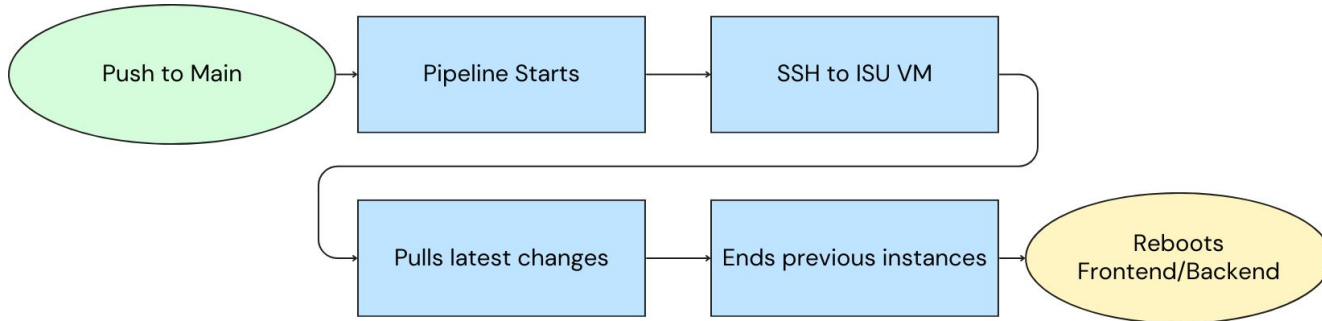 Push to Main
Pipeline Starts
SSH to ISU VM
Pulls latest changes
Ends previous instances
Reboots
Frontend/Backend